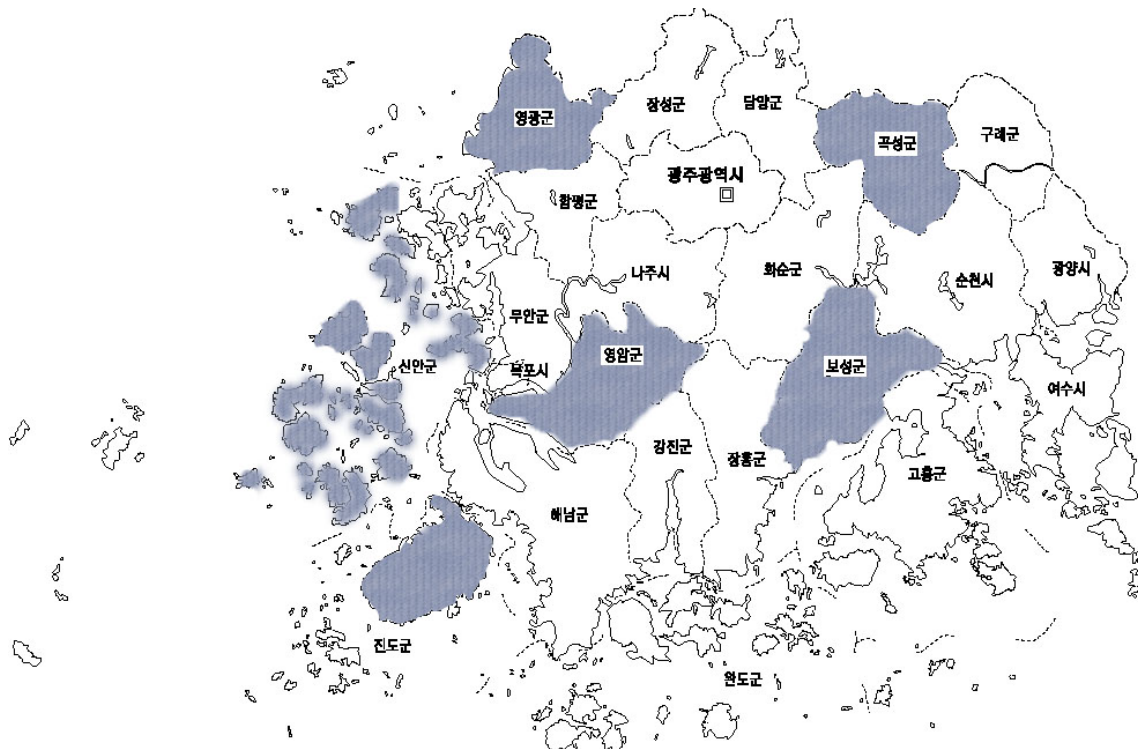 장성군
담양군
영광군
곡성군
구례군
광주광역시
함평군
나주시
화순군
순천시
광양시
무안군
영암군
보성군
신안군
목포시
여수시
강진군
장흥군
고흥군
해남군
진도군
완도군